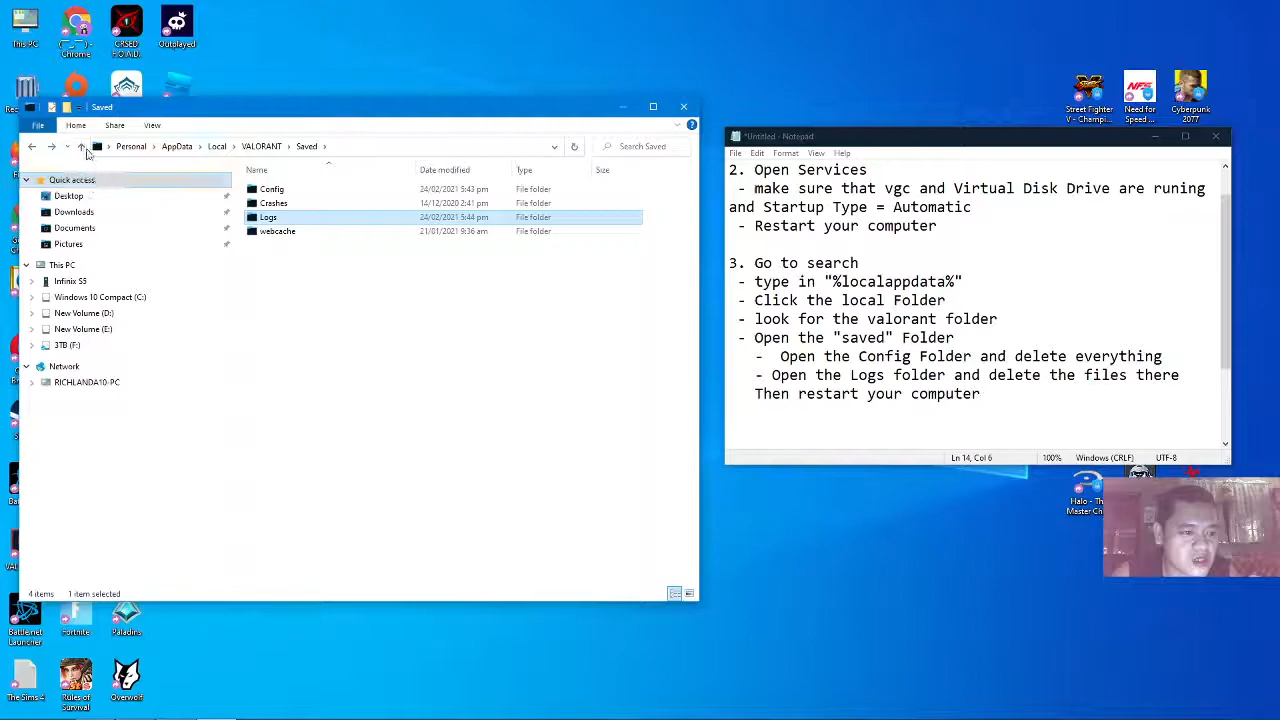 This PC
(¯_¯) - Chrome
CRSED F.O.A.D.
Outplayed
Street Fighter V - Champi...
Need for Speed ...
Cyberpunk 2077
Saved
File
Home
Share
View
Personal
AppData
Local
VALORANT
Saved
Search Saved
Quick access
Desktop
Downloads
Documents
Pictures
This PC
Infinix S5
Windows 10 Compact (C:)
New Volume (D:)
New Volume (E:)
3TB (F:)
Network
RICHLANDA10-PC
Name
Date modified
Type
Size
Config
24/02/2021 5:43 pm
File folder
Crashes
14/12/2020 2:41 pm
File folder
Logs
24/02/2021 5:44 pm
File folder
webcache
21/01/2021 9:36 am
File folder
4 items
1 item selected
*Untitled - Notepad
File Edit Format View Help
2. Open Services
- make sure that vgc and Virtual Disk Drive are runing
and Startup Type = Automatic
- Restart your computer
3. Go to search
- type in "%localappdata%"
- Click the local Folder
- look for the valorant folder
- Open the "saved" Folder
- Open the Config Folder and delete everything
- Open the Logs folder and delete the files there
Then restart your computer
Ln 14, Col 6
100%
Windows (CRLF)
UTF-8
Battle.net Launcher
Fortnite
Paladins
The Sims 4
Rules of Survival
Overwolf